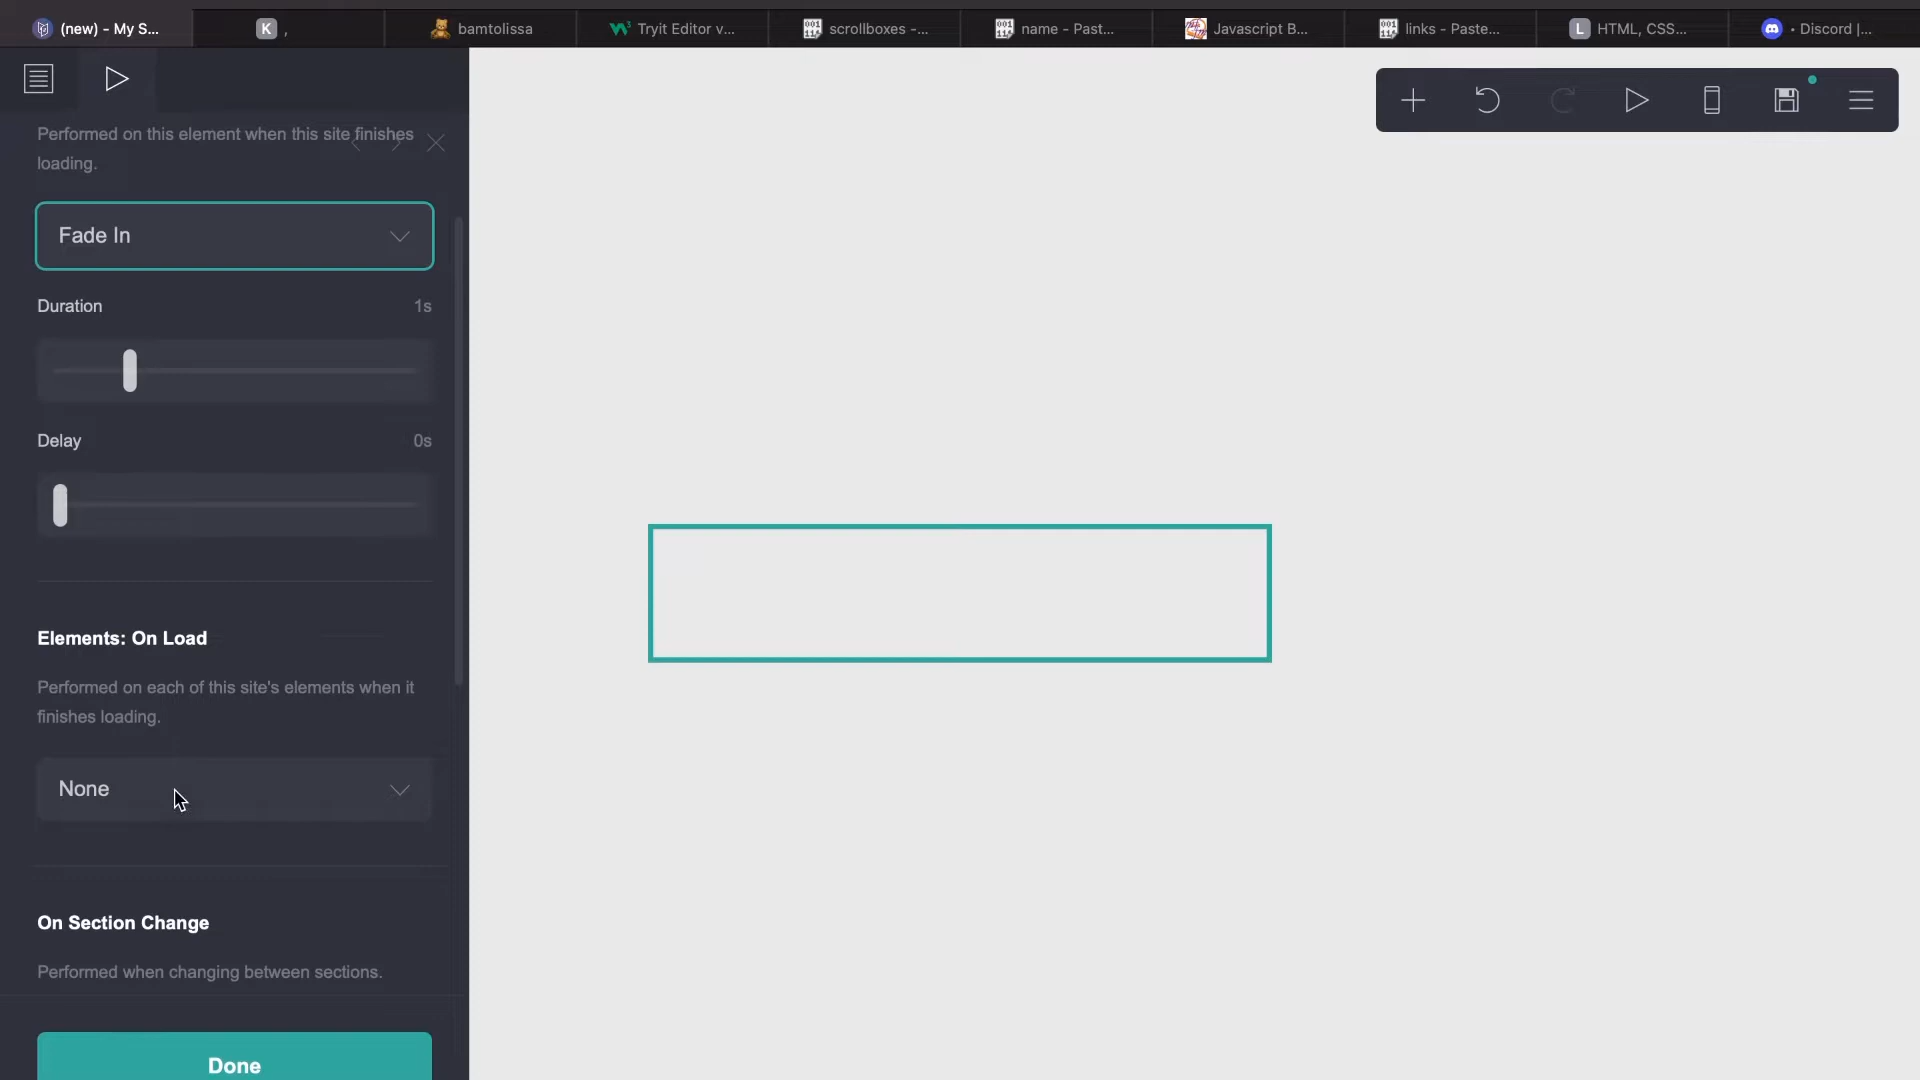 (new) - My S...
K ,
bamtolissa
Tryit Editor v...
scrollboxes -...
name - Past...
Javascript B...
links - Paste...
L HTML, CSS...
• Discord |...
Performed on this element when this site finishes
loading.
Fade In
Duration 1s
Delay 0s
Elements: On Load
Performed on each of this site's elements when it
finishes loading.
None
On Section Change
Performed when changing between sections.
Done